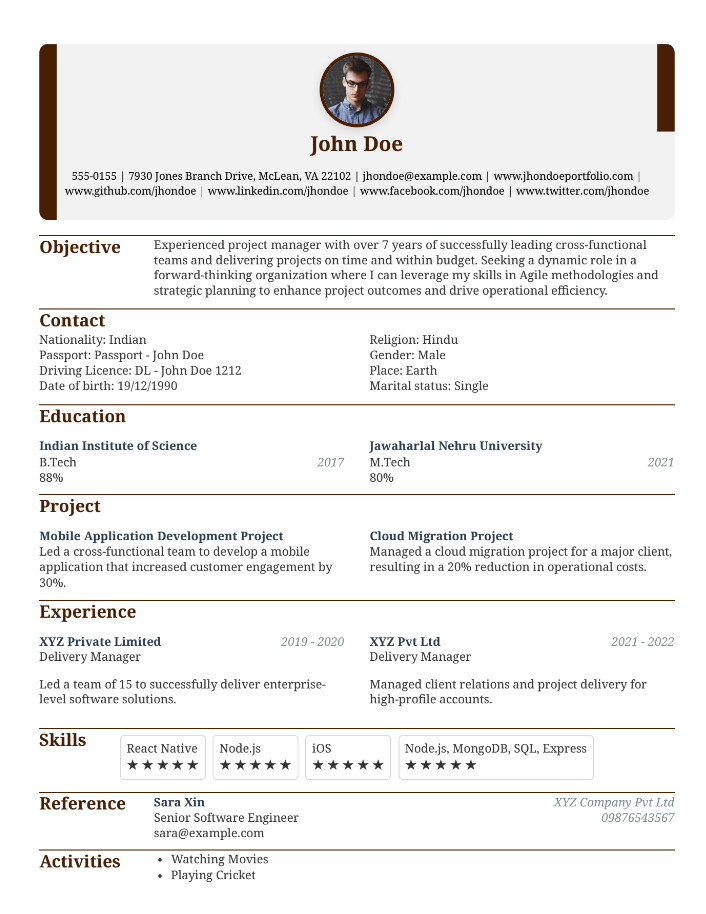 John Doe
555-0155 | 7930 Jones Branch Drive, McLean, VA 22102 | jhondoe@example.com | www.jhondoeportfolio.com |
www.github.com/jhondoe | www.linkedin.com/jhondoe | www.facebook.com/jhondoe | www.twitter.com/jhondoe
Objective
Experienced project manager with over 7 years of successfully leading cross-functional
teams and delivering projects on time and within budget. Seeking a dynamic role in a
forward-thinking organization where I can leverage my skills in Agile methodologies and
strategic planning to enhance project outcomes and drive operational efficiency.
Contact
Nationality: Indian
Passport: Passport - John Doe
Driving Licence: DL - John Doe 1212
Date of birth: 19/12/1990
Religion: Hindu
Gender: Male
Place: Earth
Marital status: Single
Education
Indian Institute of Science
B.Tech 2017
88%
Jawaharlal Nehru University
M.Tech 2021
80%
Project
Mobile Application Development Project
Led a cross-functional team to develop a mobile
application that increased customer engagement by
30%.
Cloud Migration Project
Managed a cloud migration project for a major client,
resulting in a 20% reduction in operational costs.
Experience
XYZ Private Limited 2019 - 2020
Delivery Manager
Led a team of 15 to successfully deliver enterprise-
level software solutions.
XYZ Pvt Ltd 2021 - 2022
Delivery Manager
Managed client relations and project delivery for
high-profile accounts.
Skills
React Native
★★★★★
Node.js
★★★★★
iOS
★★★★★
Node.js, MongoDB, SQL, Express
★★★★★
Reference
Sara Xin
Senior Software Engineer
sara@example.com
XYZ Company Pvt Ltd
09876543567
Activities
• Watching Movies
• Playing Cricket